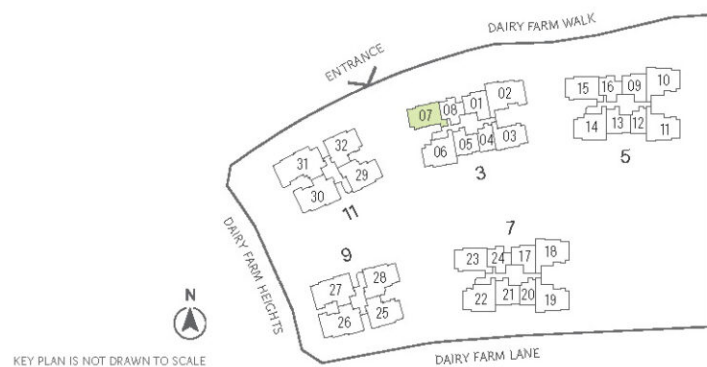 DAIRY FARM WALK
ENTRANCE
15 16 09 10
14 13 12 11
5
07 08 01 02
06 05 04 03
3
31 32
30 29
11
7
23 24 17 18
22 21 20 19
9
27 28
26 25
DAIRY FARM HEIGHTS
N
KEY PLAN IS NOT DRAWN TO SCALE
DAIRY FARM LANE